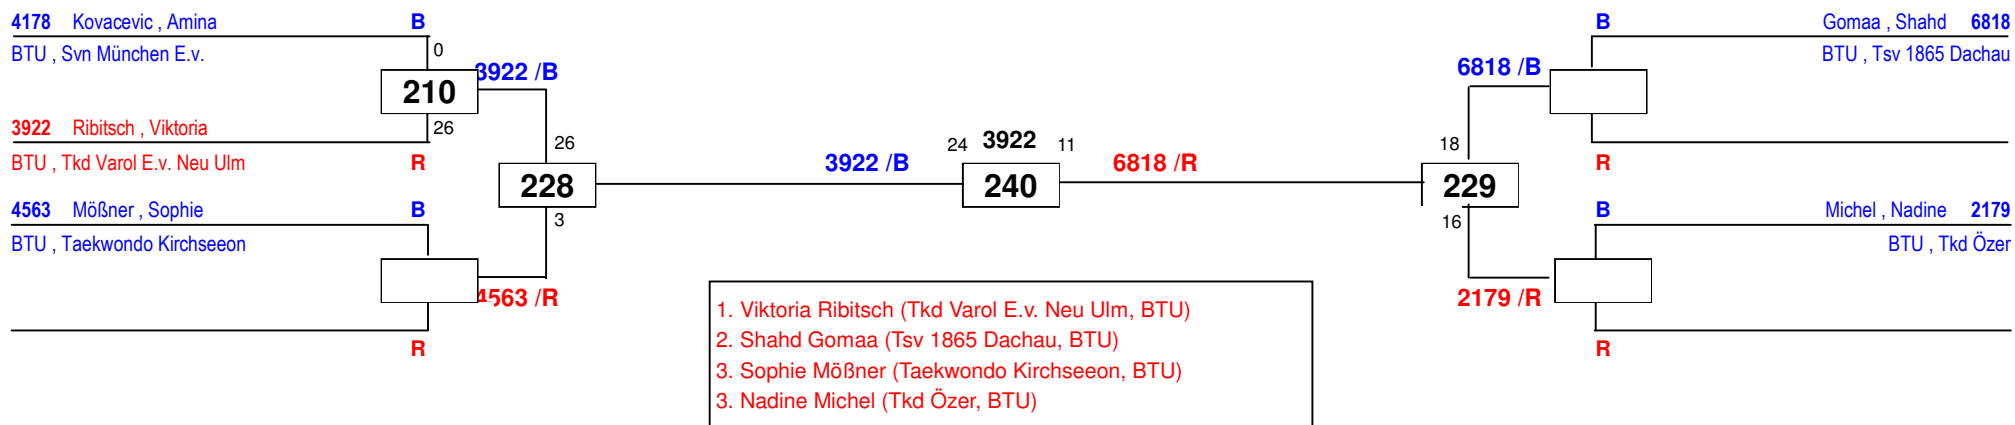 4178 Kovacevic , Amina B
BTU , Svn München E.v.
0
3922 /B
210
26
3922 Ribitsch , Viktoria
BTU , Tkd Varol E.v. Neu Ulm R
26
228
3
4563 Mößner , Sophie B
BTU , Taekwondo Kirchseeon
4563 /R
R
3922 /B
24 3922 11
240
6818 /R
B Gomaa , Shahd 6818
BTU , Tsv 1865 Dachau
6818 /B
R
18
229
16
B Michel , Nadine 2179
BTU , Tkd Özer
2179 /R
R
1. Viktoria Ribitsch (Tkd Varol E.v. Neu Ulm, BTU)
2. Shahd Gomaa (Tsv 1865 Dachau, BTU)
3. Sophie Mößner (Taekwondo Kirchseeon, BTU)
3. Nadine Michel (Tkd Özer, BTU)